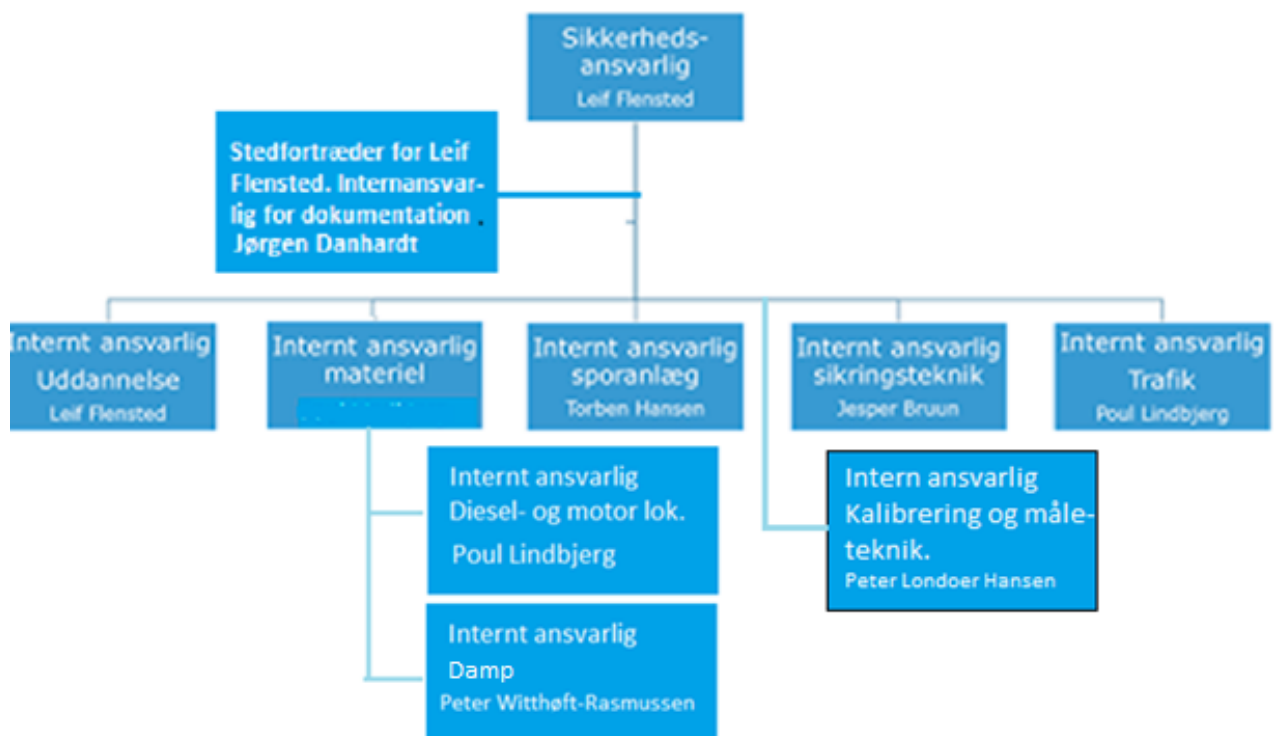 Sikkerheds-
ansvarlig
Leif Flensted
Stedfortræder for Leif
Flensted. Internansvar-
lig for dokumentation .
Jørgen Danhardt
Internt ansvarlig
Uddannelse
Leif Flensted
Internt ansvarlig
materiel
Internt ansvarlig
sporanlæg
Torben Hansen
Internt ansvarlig
sikringsteknik
Jesper Bruun
Internt ansvarlig
Trafik
Poul Lindbjerg
Internt ansvarlig
Diesel- og motor lok.
Poul Lindbjerg
Intern ansvarlig
Kalibrering og måle-
teknik.
Peter Londoer Hansen
Internt ansvarlig
Damp
Peter Witthøft-Rasmussen